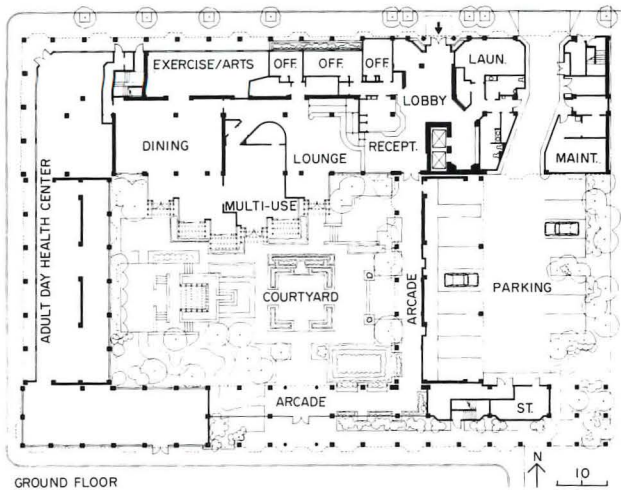 EXERCISE/ARTS
OFF.
OFF.
OFF.
LAUN.
LOBBY
DINING
LOUNGE
RECEPT.
MAINT.
MULTI-USE
ADULT DAY HEALTH CENTER
COURTYARD
ARCADE
PARKING
ARCADE
ST.
N
10
GROUND FLOOR